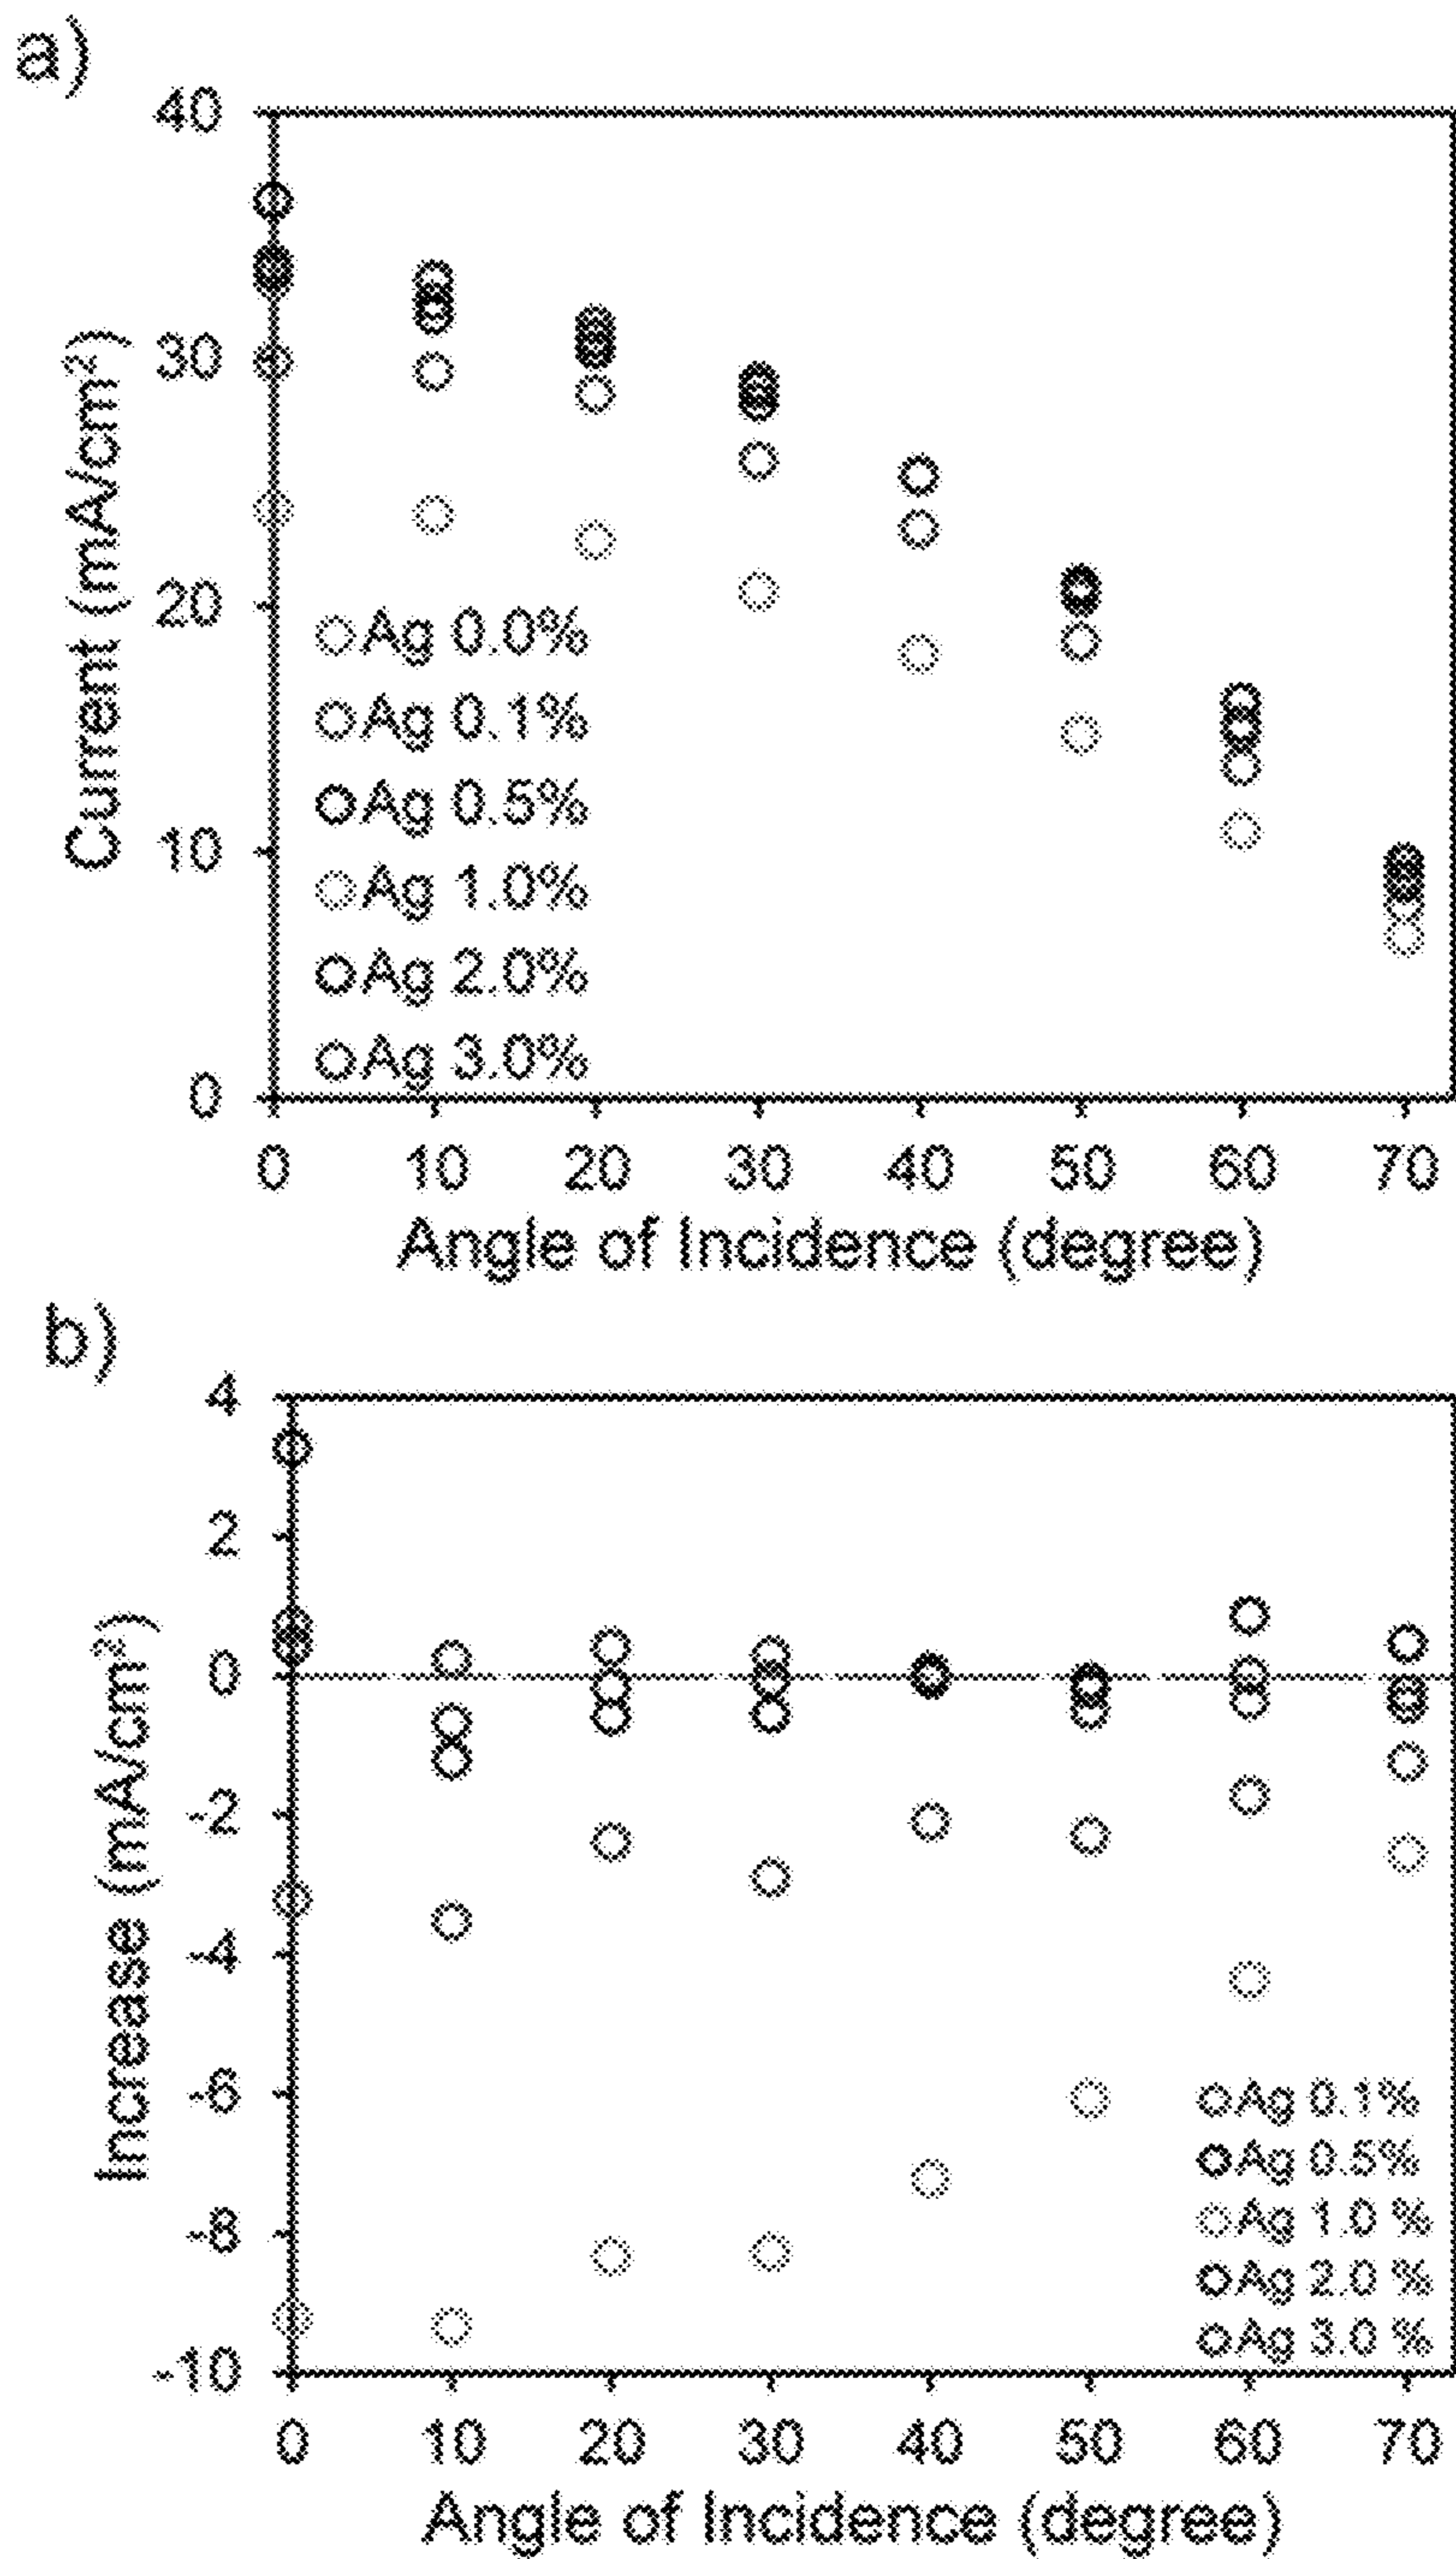 a)
40
30
20
10
0
Current (mA/cm²)
Ag 0.0%
Ag 0.1%
Ag 0.5%
Ag 1.0%
Ag 2.0%
Ag 3.0%
0 10 20 30 40 50 60 70
Angle of Incidence (degree)
b)
4
2
0
-2
-4
-6
-8
-10
Increase (mA/cm²)
Ag 0.1%
Ag 0.5%
Ag 1.0 %
Ag 2.0 %
Ag 3.0 %
0 10 20 30 40 50 60 70
Angle of Incidence (degree)